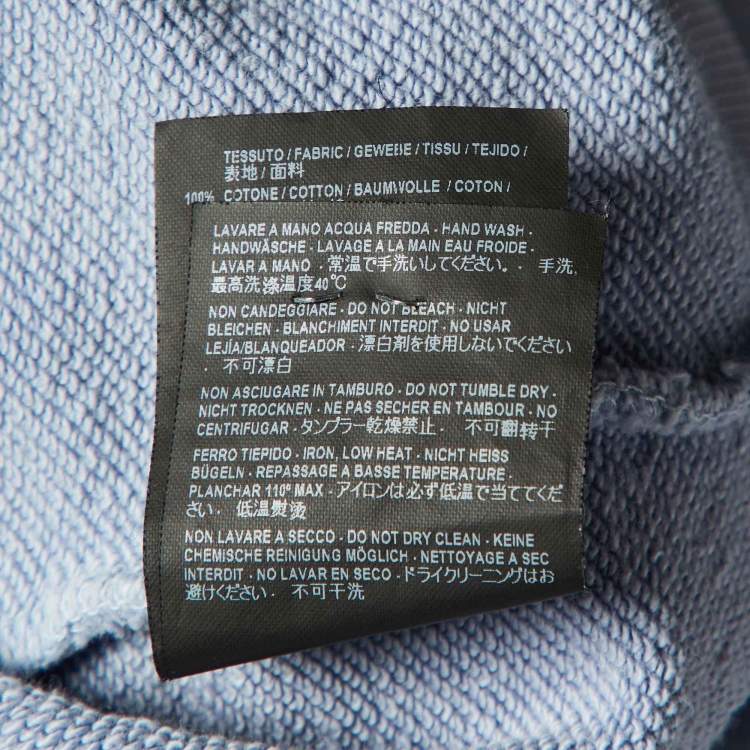 TESSUTO / FABRIC / GEWEBE / TISSU / TEJIDO /
表地 / 面料
100% COTONE / COTTON / BAUMWOLLE / COTON /
LAVARE A MANO ACQUA FREDDA - HAND WASH -
HANDWÄSCHE - LAVAGE A LA MAIN EAU FROIDE -
LAVAR A MANO - 常温で手洗いしてください。- 手洗,
最高洗涤温度40℃
NON CANDEGGIARE - DO NOT BLEACH - NICHT
BLEICHEN - BLANCHIMENT INTERDIT - NO USAR
LEJÍA/BLANQUEADOR - 漂白剤を使用しないでください
- 不可漂白
NON ASCIUGARE IN TAMBURO - DO NOT TUMBLE DRY -
NICHT TROCKNEN - NE PAS SECHER EN TAMBOUR - NO
CENTRIFUGAR - タンブラー乾燥禁止 - 不可翻转干
FERRO TIEPIDO - IRON, LOW HEAT - NICHT HEISS
BÜGELN - REPASSAGE A BASSE TEMPERATURE -
PLANCHAR 110º MAX - アイロンは必ず低温で当ててくだ
さい - 低温熨烫
NON LAVARE A SECCO - DO NOT DRY CLEAN - KEINE
CHEMISCHE REINIGUNG MÖGLICH - NETTOYAGE A SEC
INTERDIT - NO LAVAR EN SECO - ドライクリーニングはお
避けください - 不可干洗